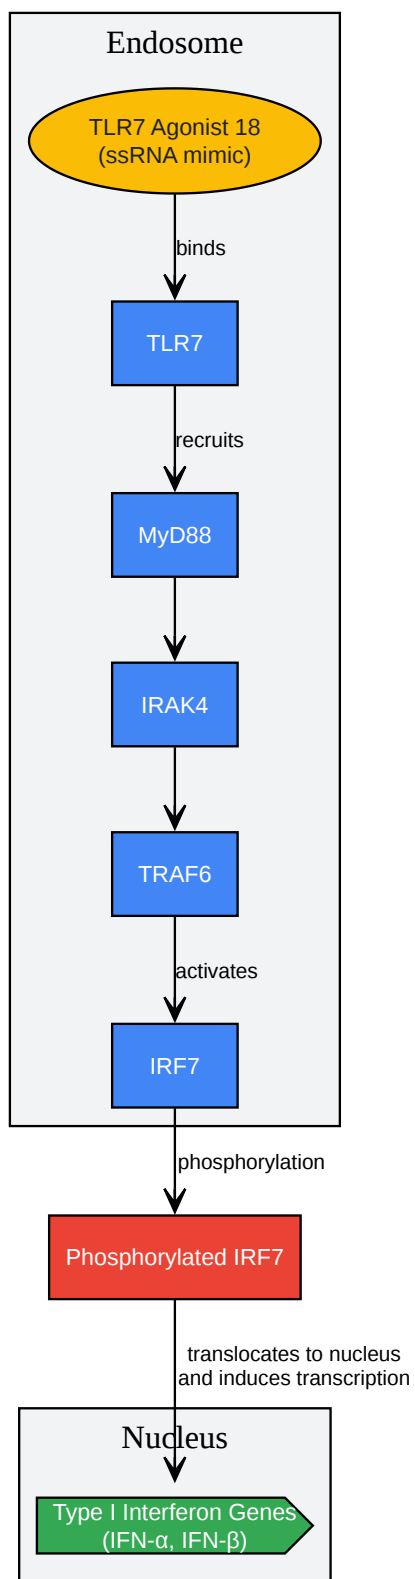 Endosome
TLR7 Agonist 18
(ssRNA mimic)
binds
TLR7
recruits
MyD88
IRAK4
TRAF6
activates
IRF7
phosphorylation
Phosphorylated IRF7
translocates to nucleus
and induces transcription
Nucleus
Type I Interferon Genes
(IFN-α, IFN-β)